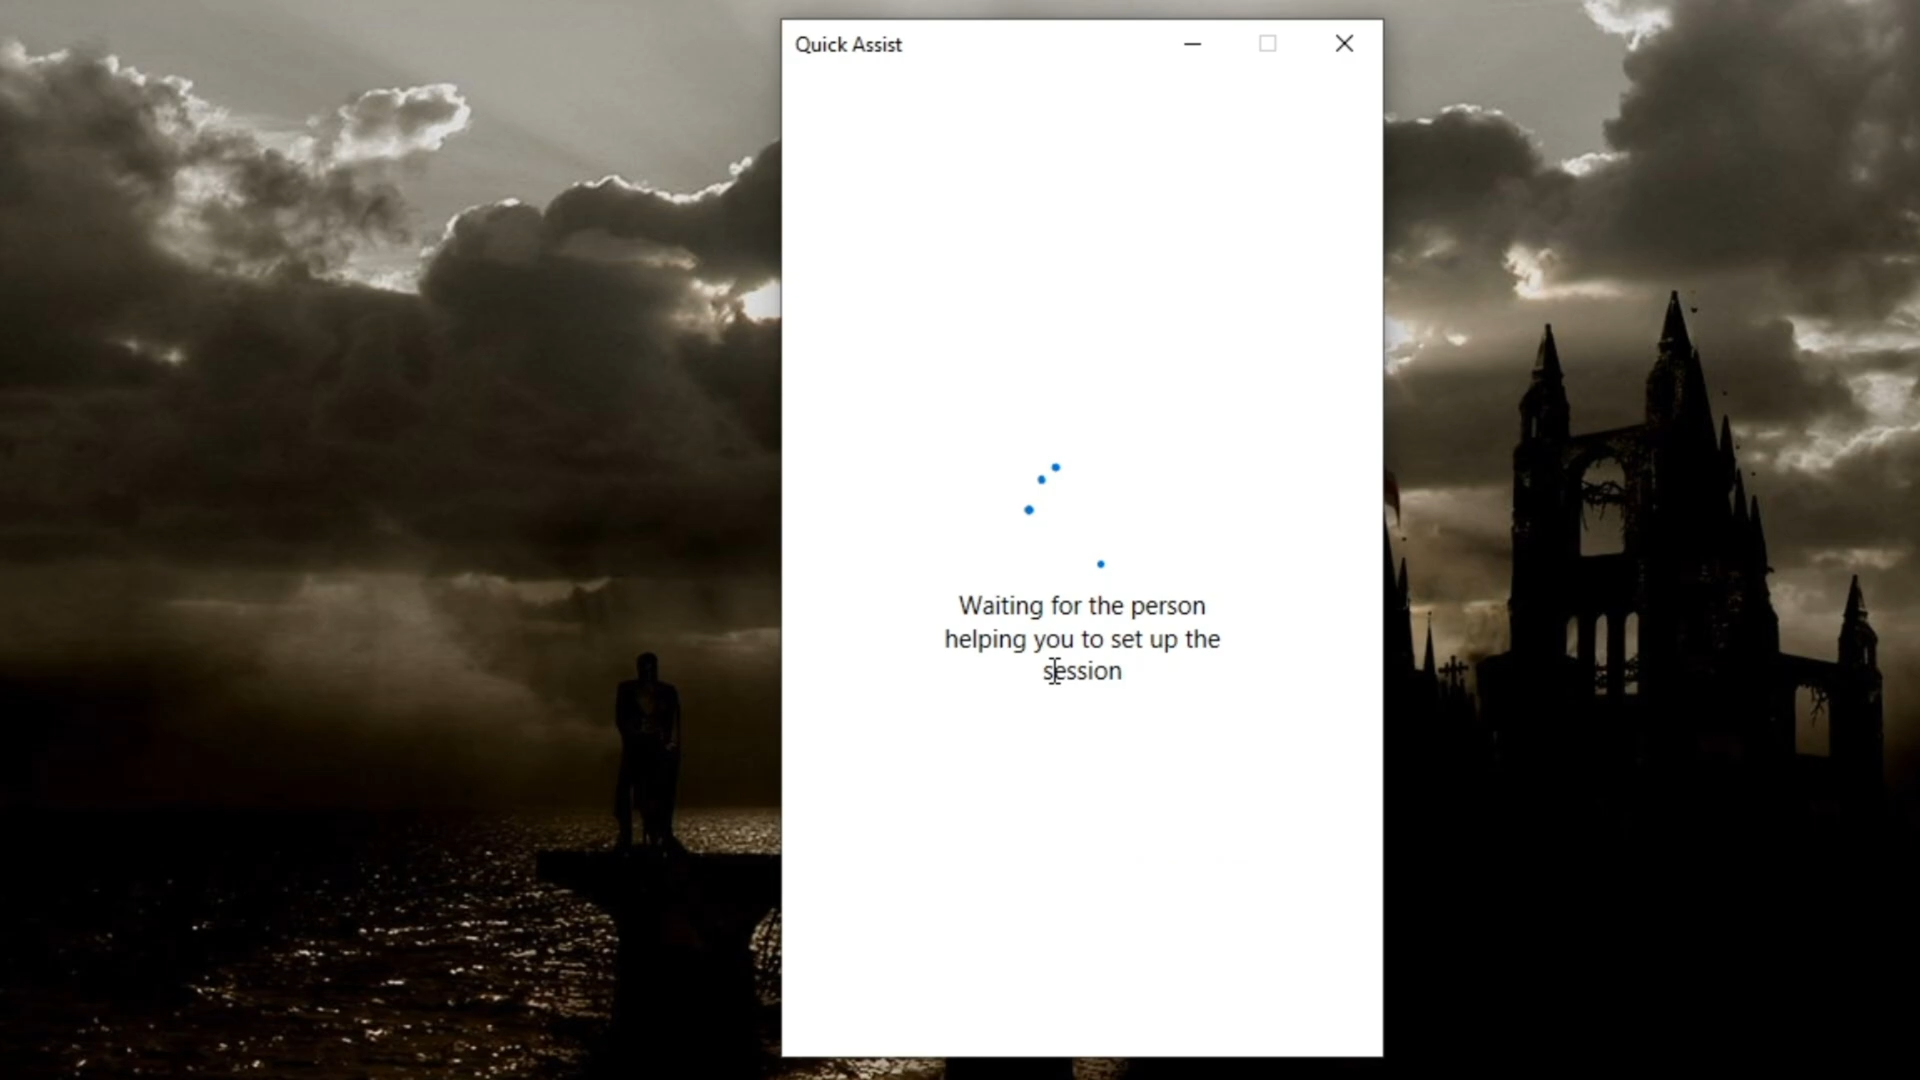 Quick Assist
Waiting for the person
helping you to set up the
session